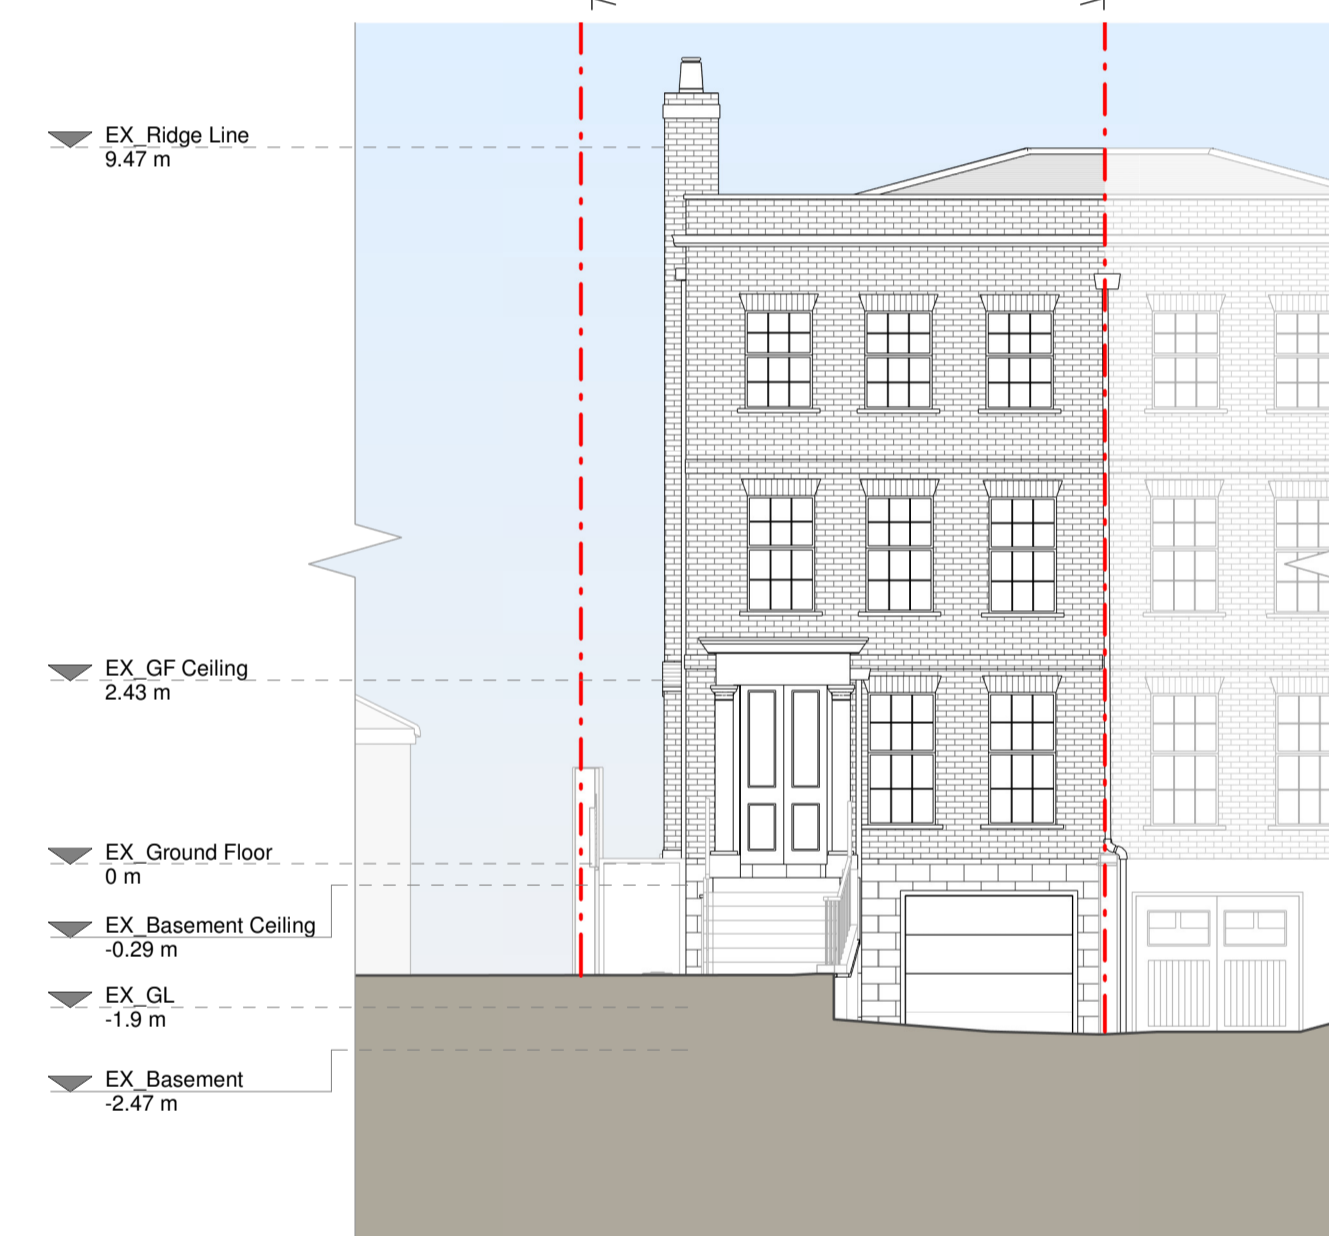 EX_Ridge Line
9.47 m
EX_GF Ceiling
2.43 m
EX_Ground Floor
0 m
EX_Basement Ceiling
-0.29 m
EX_GL
-1.9 m
EX_Basement
-2.47 m